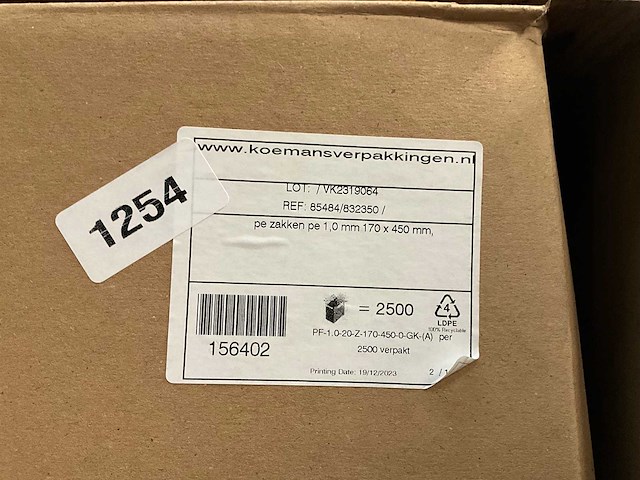 www.koemansverpakkingen.nl
LOT: / VK2319064
REF: 85484/832350 /
pe zakken pe 1,0 mm 170 x 450 mm,
1254
= 2500
4
LDPE
100% Recyclable
PF-1.0-20-Z-170-450-0-GK-(A) per
2500 verpakt
156402
Printing Date: 19/12/2023
2 / 1